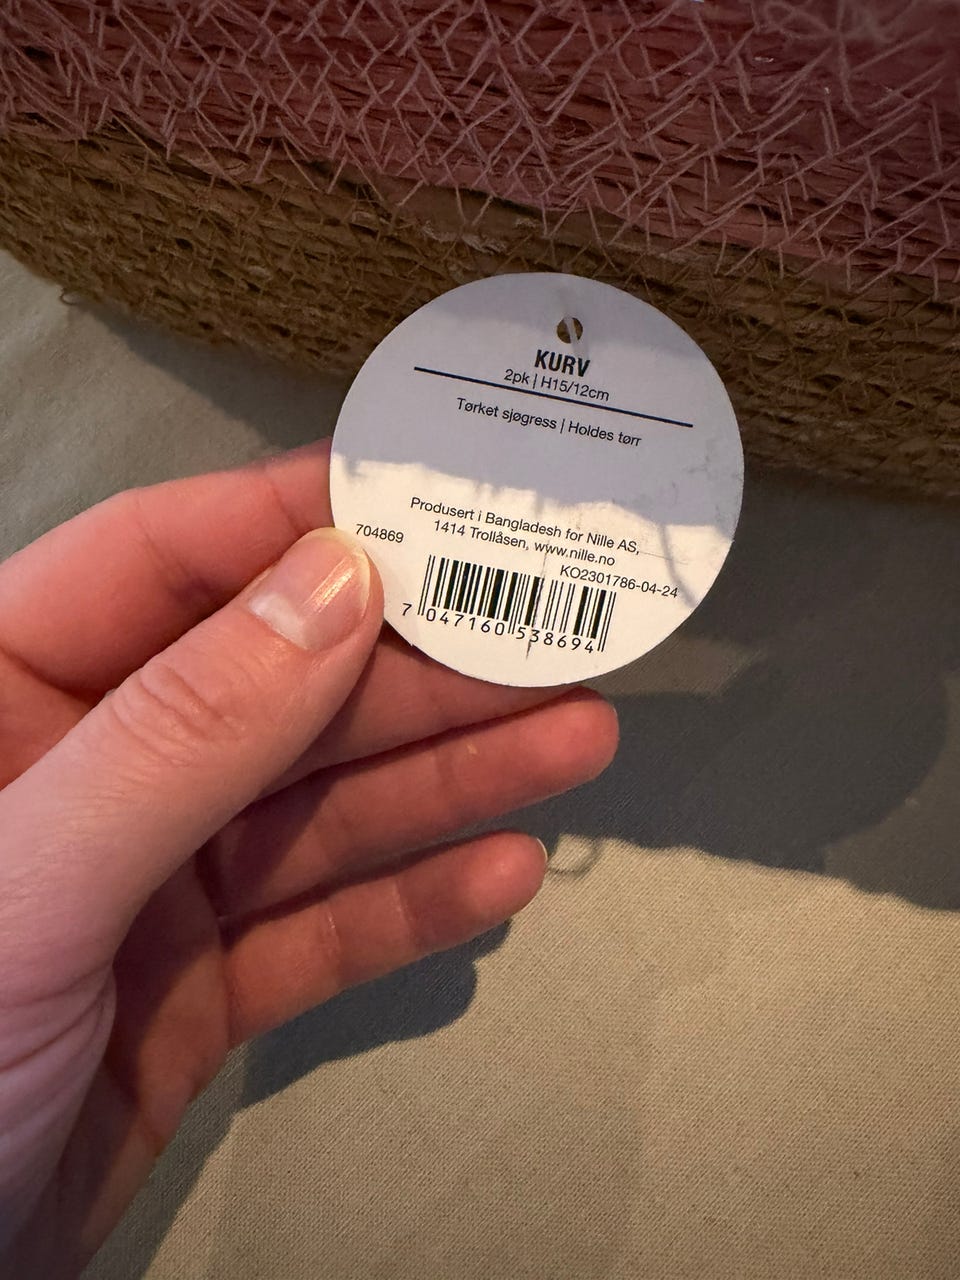 KURV
2pk | H15/12cm
Tørket sjøgress | Holdes tørr
Produsert i Bangladesh for Nille AS,
1414 Trollåsen, www.nille.no
704869
KO2301786-04-24
7 047160 538694